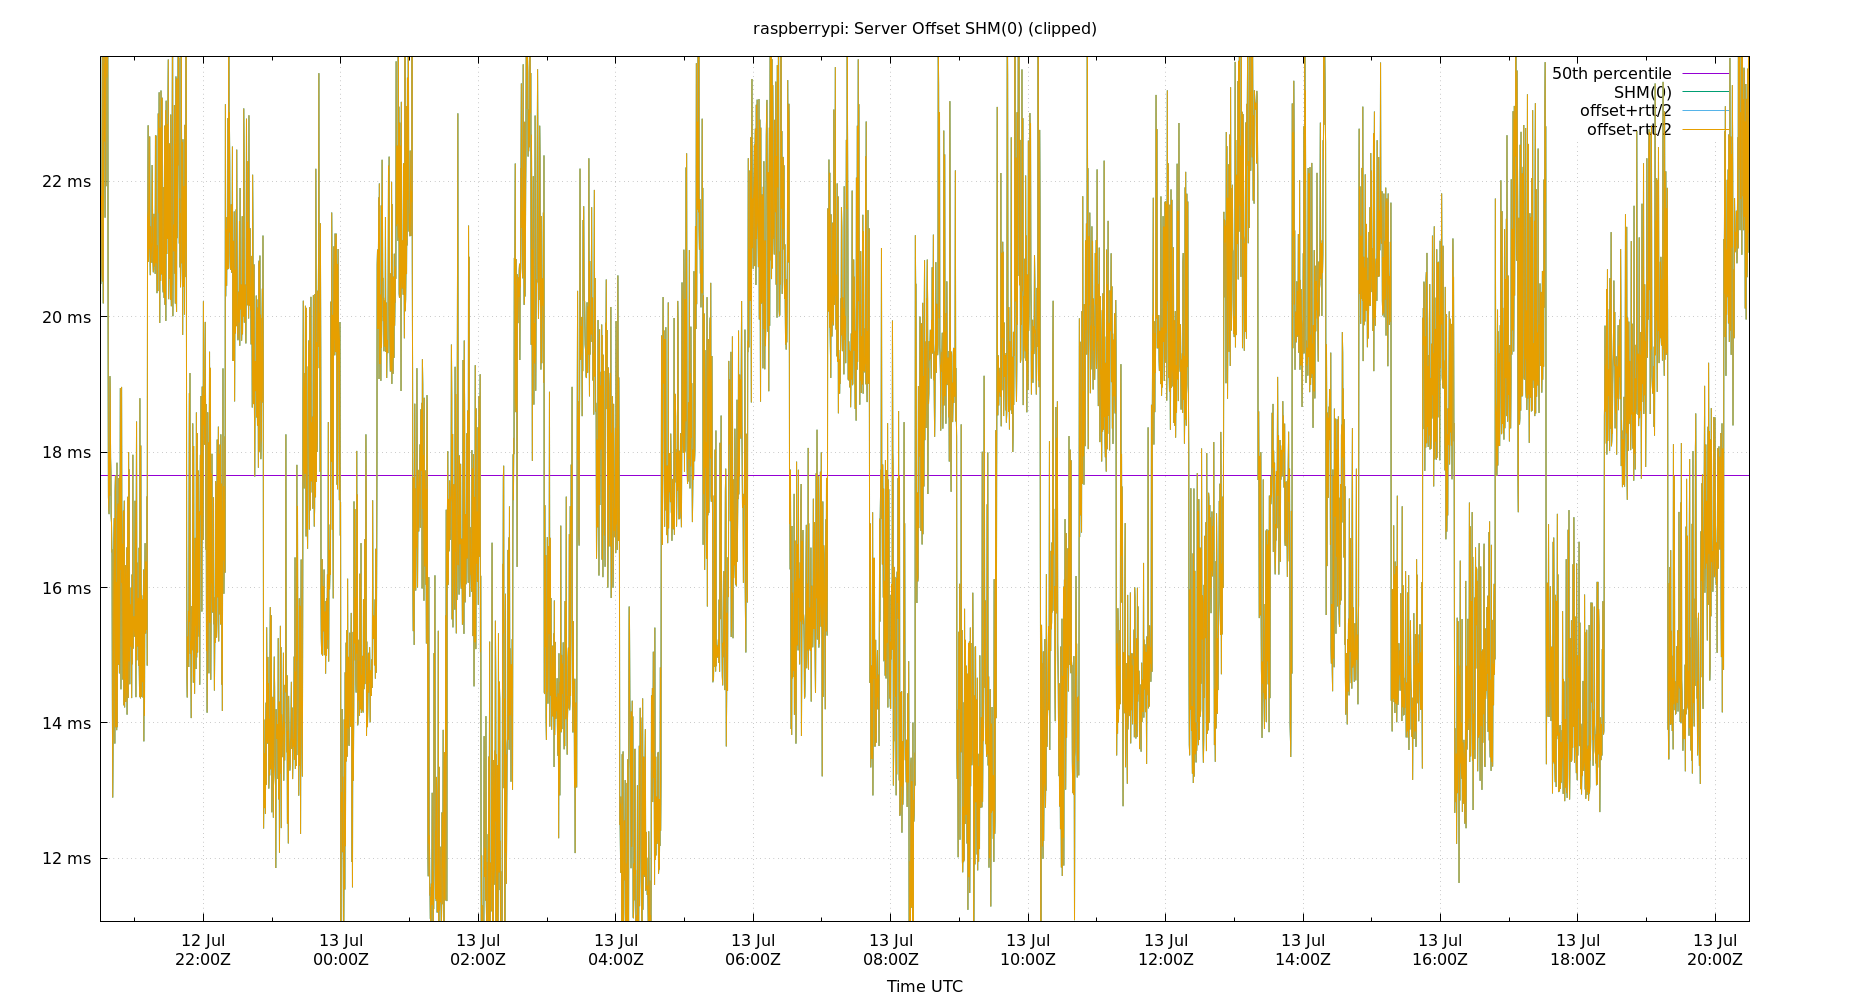 raspberrypi: Server Offset SHM(0) (clipped)
50th percentile
SHM(0)
offset+rtt/2
offset-rtt/2
22 ms
20 ms
18 ms
16 ms
14 ms
12 ms
12 Jul 13 Jul 13 Jul 13 Jul 13 Jul 13 Jul 13 Jul 13 Jul 13 Jul 13 Jul 13 Jul 13 Jul
22:00Z 00:00Z 02:00Z 04:00Z 06:00Z 08:00Z 10:00Z 12:00Z 14:00Z 16:00Z 18:00Z 20:00Z
Time UTC